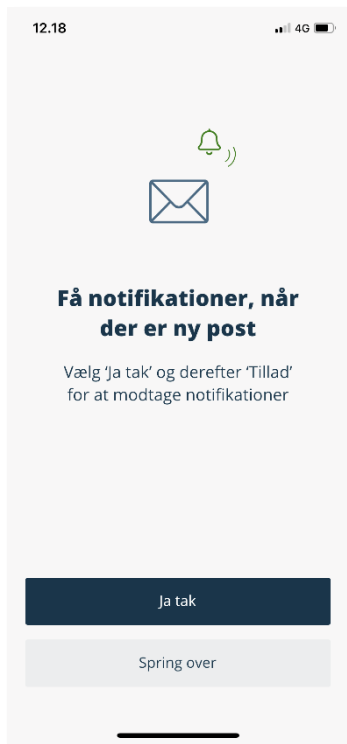 12.18
4G
Få notifikationer, når
der er ny post
Vælg ‘Ja tak’ og derefter ‘Tillad’
for at modtage notifikationer
Ja tak
Spring over